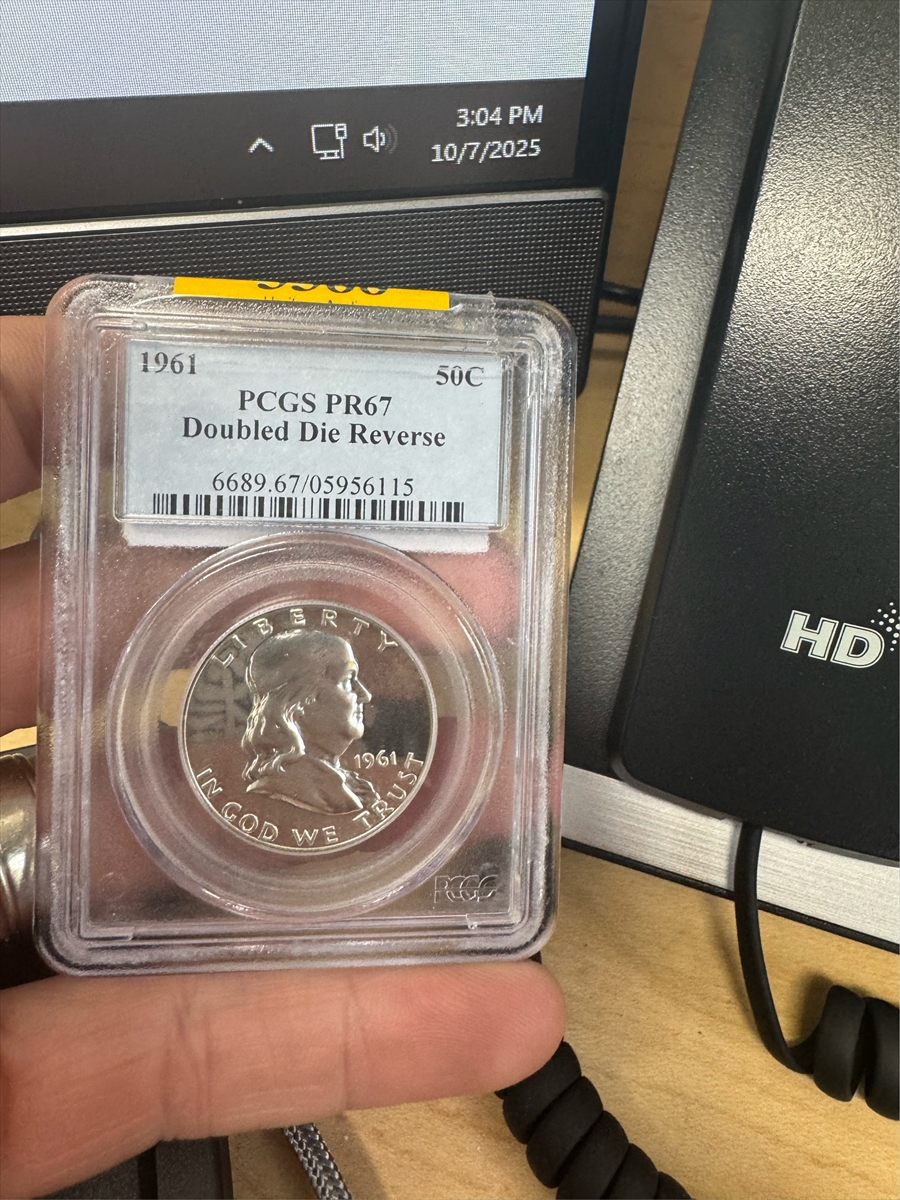 3:04 PM
10/7/2025
1961
50C
PCGS PR67
Doubled Die Reverse
6689.67/05956115
LIBERTY
1961
IN GOD WE TRUST
PCGS
HD